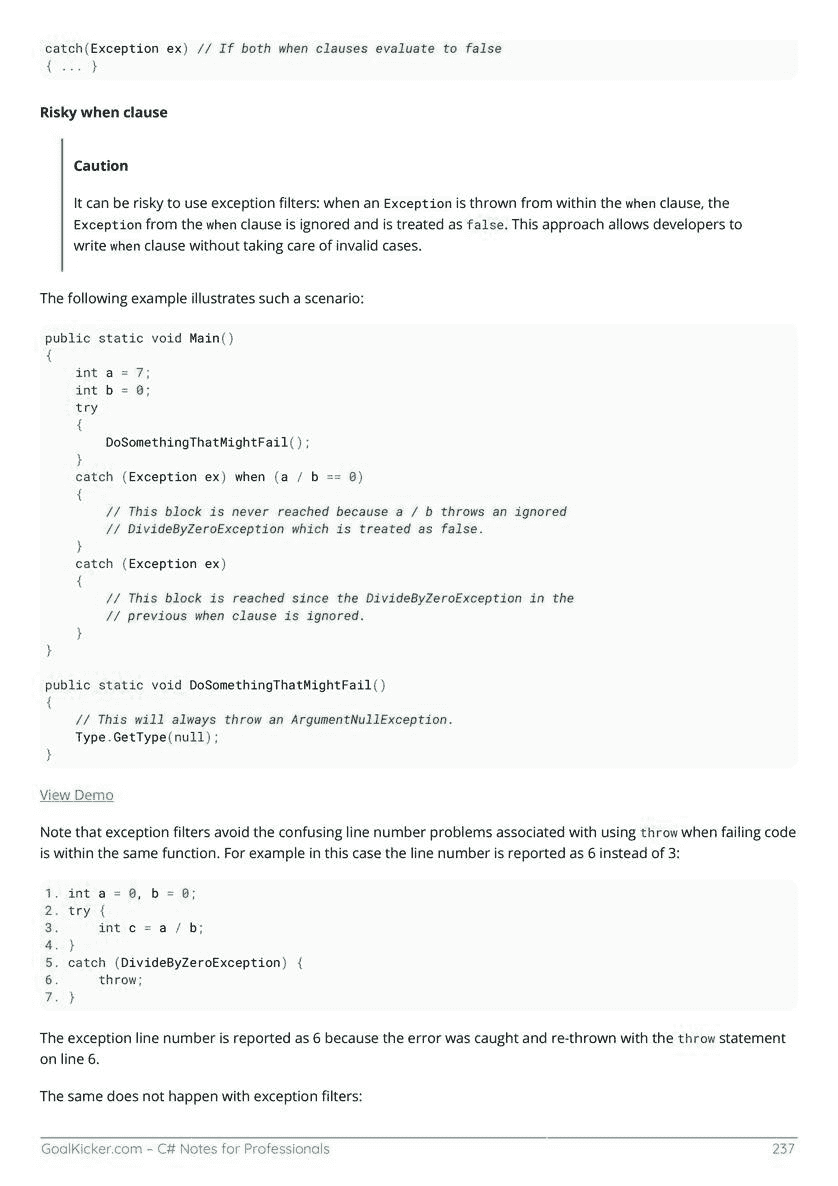 catch(Exception ex) // If both when clauses evaluate to false
{ ... }
Risky when clause
Caution
It can be risky to use exception filters: when an Exception is thrown from within the when clause, the
Exception from the when clause is ignored and is treated as false. This approach allows developers to
write when clause without taking care of invalid cases.
The following example illustrates such a scenario:
public static void Main()
{
    int a = 7;
    int b = 0;
    try
    {
        DoSomethingThatMightFail();
    }
    catch (Exception ex) when (a / b == 0)
    {
        // This block is never reached because a / b throws an ignored
        // DivideByZeroException which is treated as false.
    }
    catch (Exception ex)
    {
        // This block is reached since the DivideByZeroException in the
        // previous when clause is ignored.
    }
}
public static void DoSomethingThatMightFail()
{
    // This will always throw an ArgumentNullException.
    Type.GetType(null);
}
View Demo
Note that exception filters avoid the confusing line number problems associated with using throw when failing code
is within the same function. For example in this case the line number is reported as 6 instead of 3:
1. int a = 0, b = 0;
2. try {
3.     int c = a / b;
4. }
5. catch (DivideByZeroException) {
6.     throw;
7. }
The exception line number is reported as 6 because the error was caught and re-thrown with the throw statement
on line 6.
The same does not happen with exception filters:
GoalKicker.com – C# Notes for Professionals 237